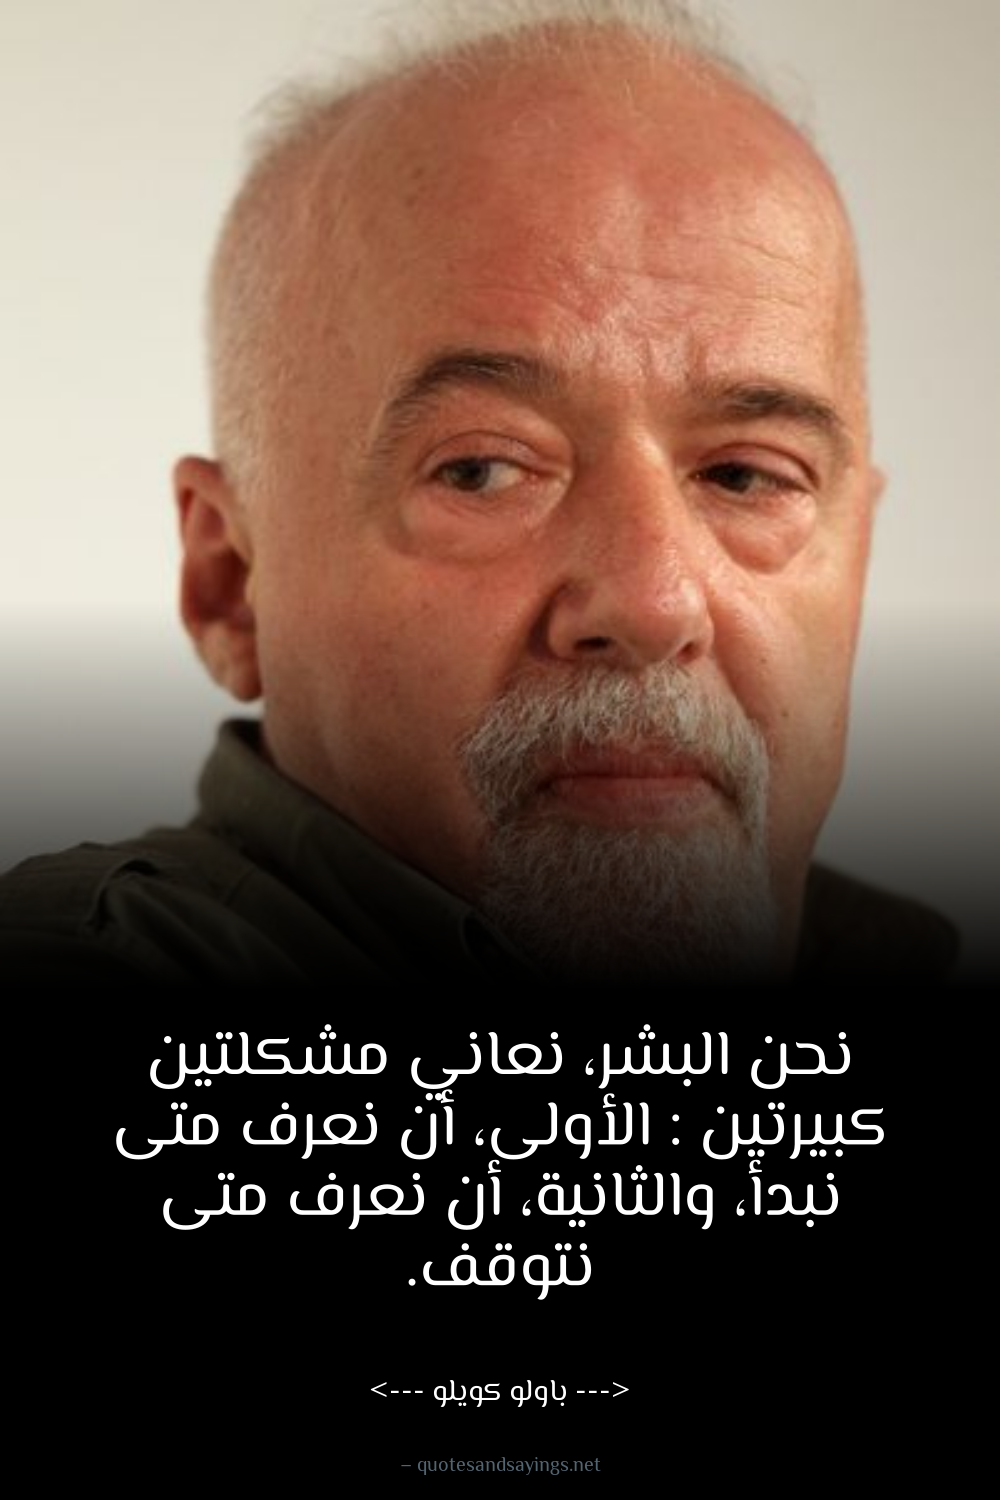 نحن البشر، نعاني مشكلتين
كبيرتين : الأولى، أن نعرف متى
نبدأ، والثانية، أن نعرف متى
نتوقف.
<--- باولو كويلو --->
– quotesandsayings.net